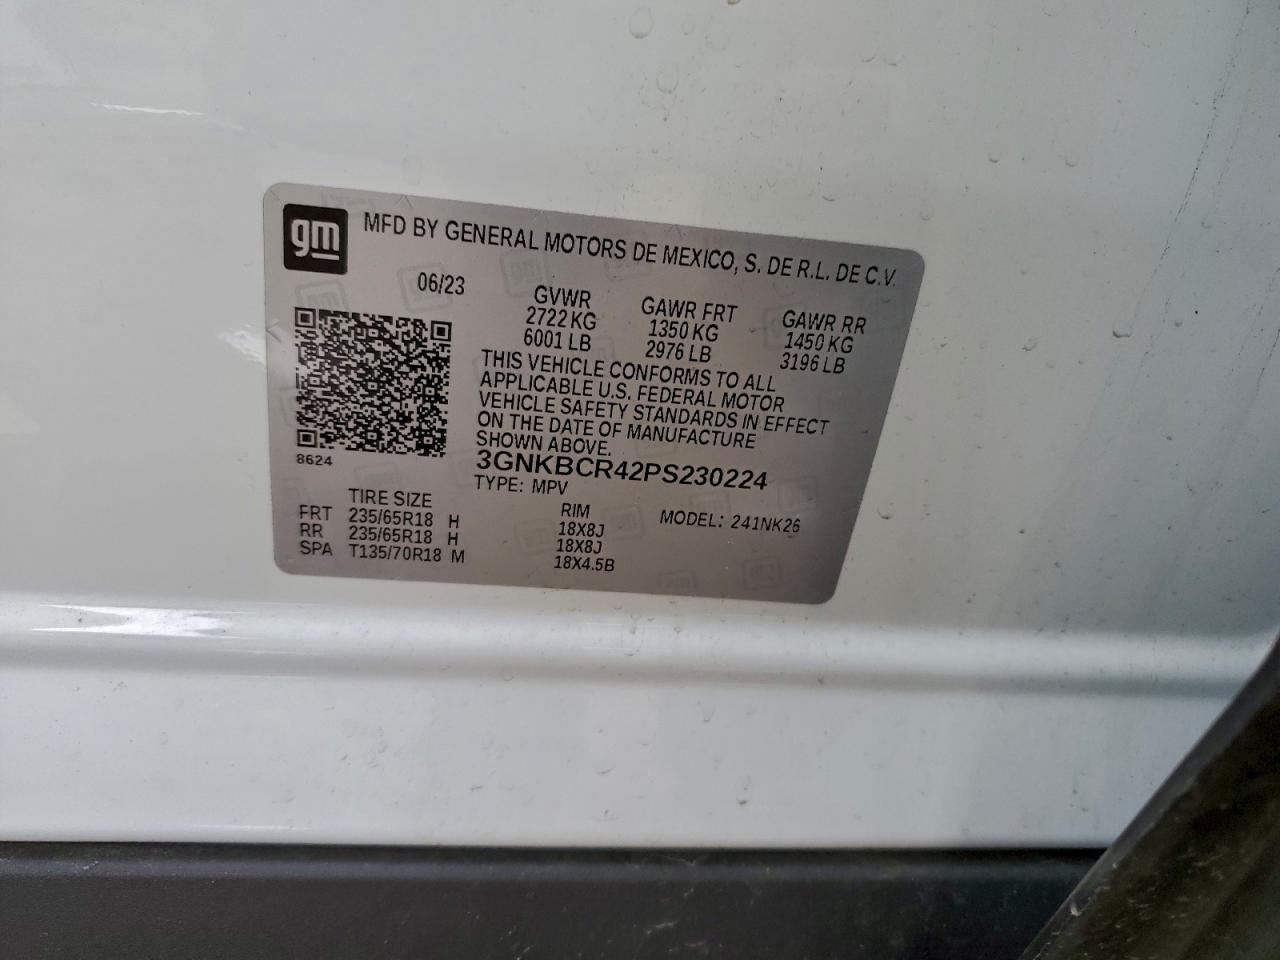 gm MFD BY GENERAL MOTORS DE MEXICO, S. DE R.L. DE C.V.
06/23 GVWR GAWR FRT GAWR RR
2722 KG 1350 KG 1450 KG
6001 LB 2976 LB 3196 LB
THIS VEHICLE CONFORMS TO ALL
APPLICABLE U.S. FEDERAL MOTOR
VEHICLE SAFETY STANDARDS IN EFFECT
ON THE DATE OF MANUFACTURE
SHOWN ABOVE.
8624 3GNKBCR42PS230224
TYPE: MPV
TIRE SIZE RIM MODEL: 241NK26
FRT 235/65R18 H 18X8J
RR 235/65R18 H 18X8J
SPA T135/70R18 M 18X4.5B